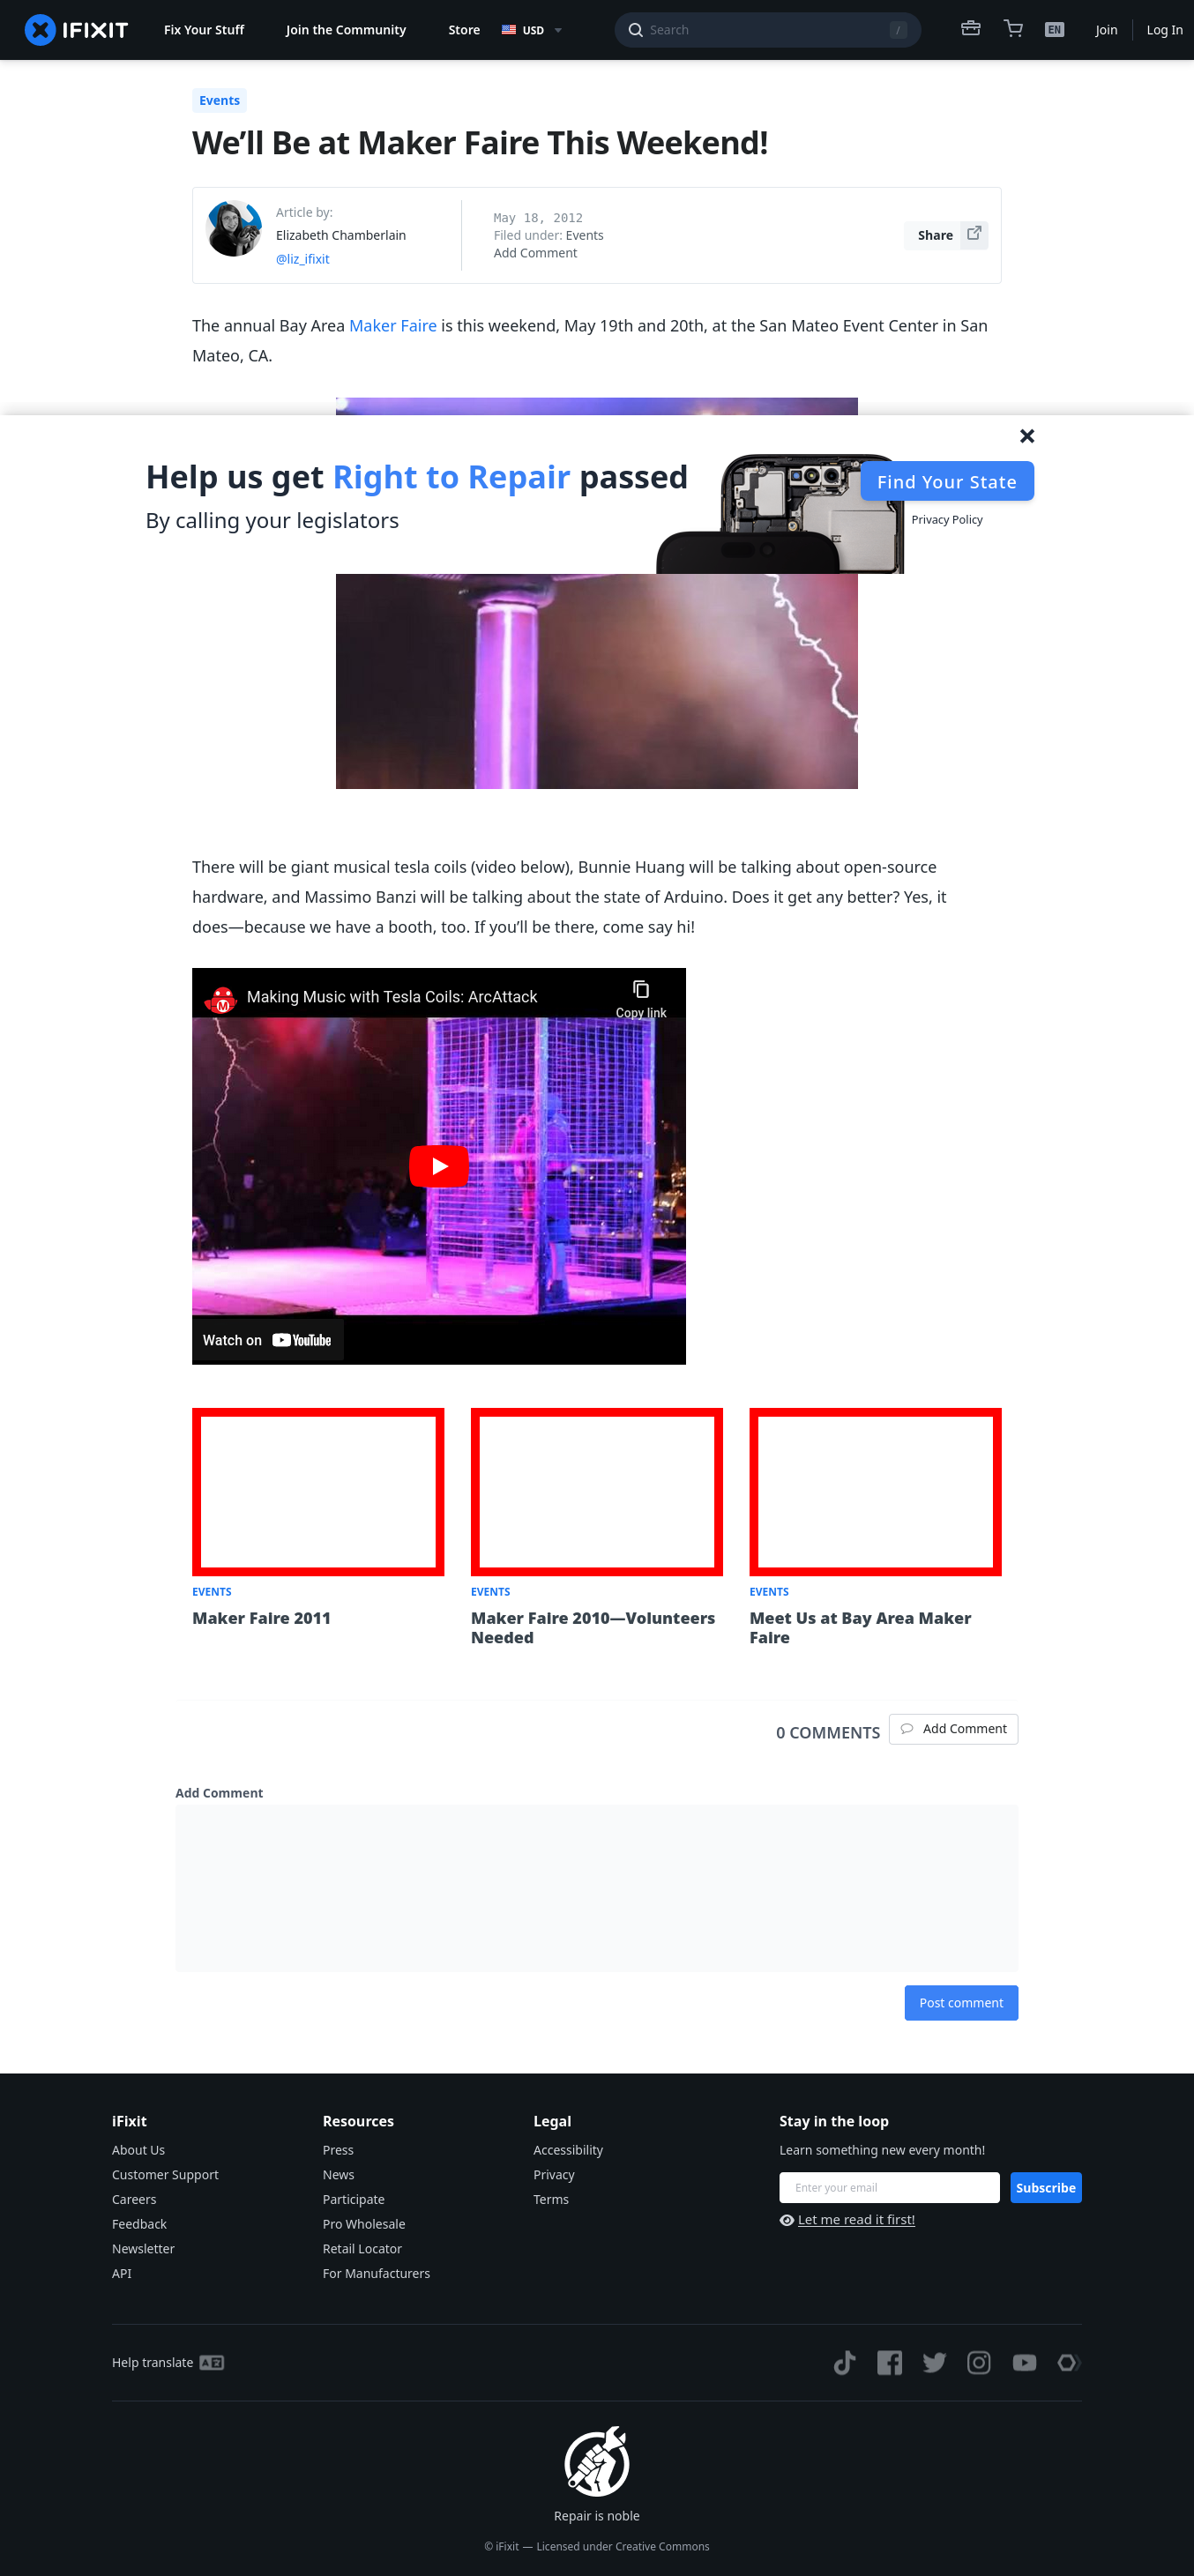 IFIXIT
Fix Your Stuff
Join the Community
Store
USD
Search
/
EN
Join
Log In
Events
We’ll Be at Maker Faire This Weekend!
Article by:
Elizabeth Chamberlain
@liz_ifixit
May 18, 2012
Filed under: Events
Add Comment
Share
The annual Bay Area Maker Faire is this weekend, May 19th and 20th, at the San Mateo Event Center in San
Mateo, CA.
Help us get Right to Repair passed
By calling your legislators
Find Your State
Privacy Policy
There will be giant musical tesla coils (video below), Bunnie Huang will be talking about open-source
hardware, and Massimo Banzi will be talking about the state of Arduino. Does it get any better? Yes, it
does—because we have a booth, too. If you’ll be there, come say hi!
M
Making Music with Tesla Coils: ArcAttack
Copy link
Watch on YouTube
EVENTS
Maker Faire 2011
EVENTS
Maker Faire 2010—Volunteers
Needed
EVENTS
Meet Us at Bay Area Maker
Faire
0 COMMENTS
Add Comment
Add Comment
Post comment
iFixit
About Us
Customer Support
Careers
Feedback
Newsletter
API
Resources
Press
News
Participate
Pro Wholesale
Retail Locator
For Manufacturers
Legal
Accessibility
Privacy
Terms
Stay in the loop
Learn something new every month!
Enter your email
Subscribe
Let me read it first!
Help translate
Repair is noble
© iFixit — Licensed under Creative Commons